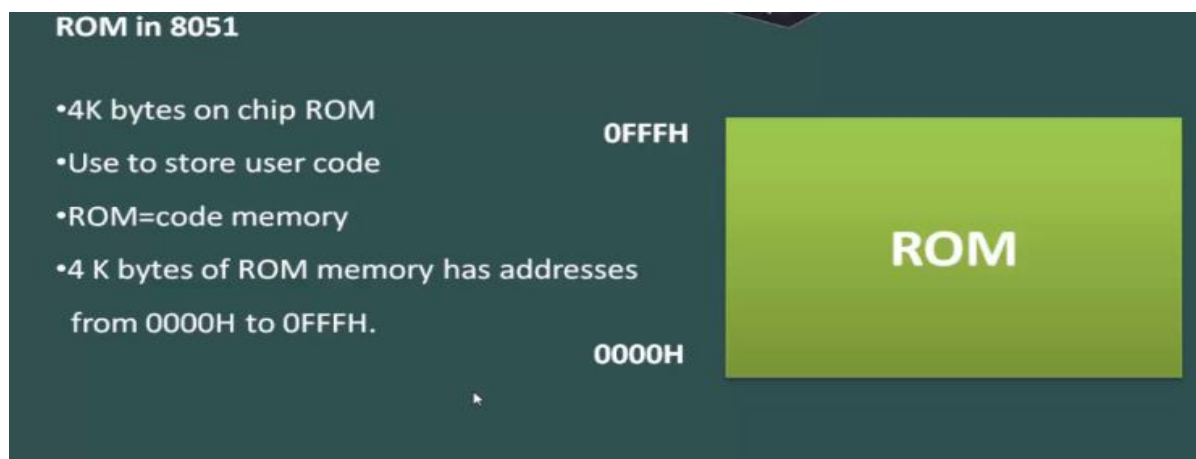 ROM in 8051
•4K bytes on chip ROM
•Use to store user code
•ROM=code memory
•4 K bytes of ROM memory has addresses
from 0000H to 0FFFH.
0FFFH
ROM
0000H